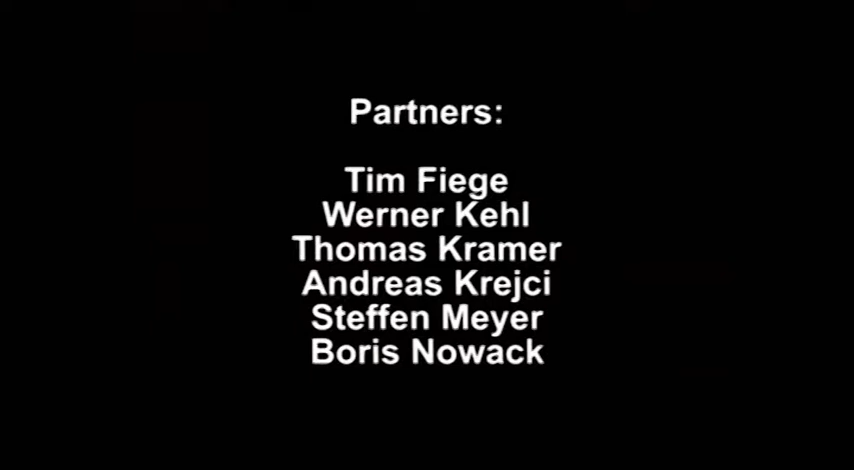 Partners:
Tim Fiege
Werner Kehl
Thomas Kramer
Andreas Krejci
Steffen Meyer
Boris Nowack